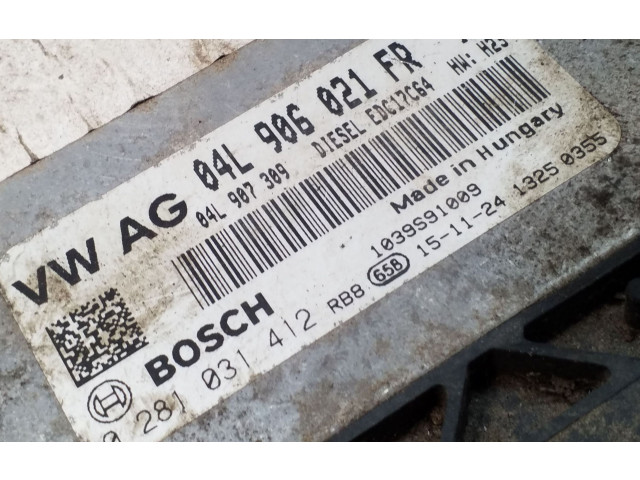 VW AG 04L 906 021 FR
04L 907 309 DIESEL EDC17C64 HW: H23
Made in Hungary
1039S91009
BOSCH RB8 658 15-11-24 1325 0355
0 281 031 412